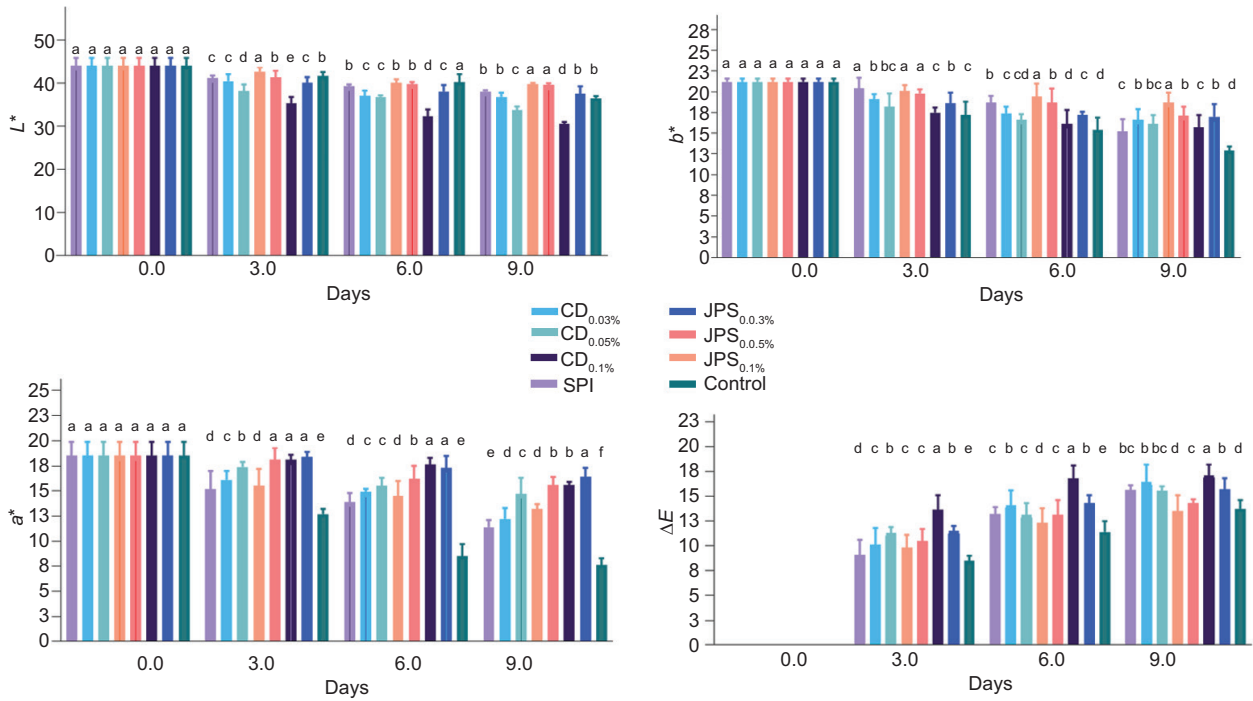 L*
50
40
30
20
10
0
a a a a a a a a
c c d a b e c b
b c c b b d c a
b b c a a d b b
0.0 3.0 6.0 9.0
Days
b*
28
25
23
20
18
15
13
10
8
5
3
0
a a a a a a a a
a b bc a a c b c
b c cd a b d c d
c b bc a b c b d
0.0 3.0 6.0 9.0
Days
CD0.03%
CD0.05%
CD0.1%
SPI
JPS0.0.3%
JPS0.0.5%
JPS0.1%
Control
a*
25
23
20
18
15
13
10
8
5
3
0
a a a a a a a a
d c b d a a a e
d c c d b a a e
e d c d b b a f
0.0 3.0 6.0 9.0
Days
ΔE
23
20
18
15
13
10
8
5
3
0
d c b c c a b e
c b c d c a b e
bc b bc d c a b d
0.0 3.0 6.0 9.0
Days